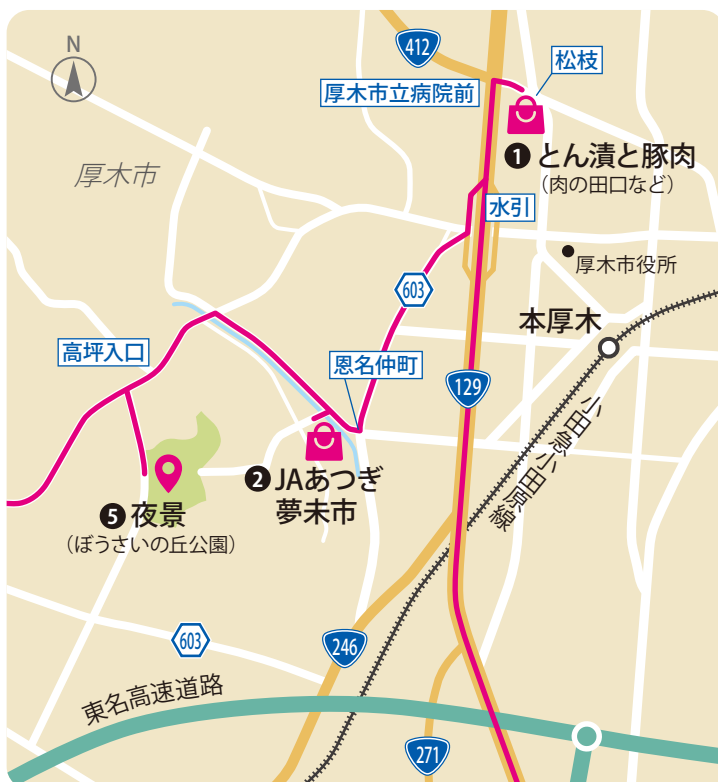 N
412
松枝
厚木市立病院前
❶とん漬と豚肉
(肉の田口など)
厚木市
水引
厚木市役所
603
本厚木
高坪入口
恩名仲町
129
小田急小田原線
❷JAあつぎ
夢未市
❺夜景
(ぼうさいの丘公園)
603
246
東名高速道路
271